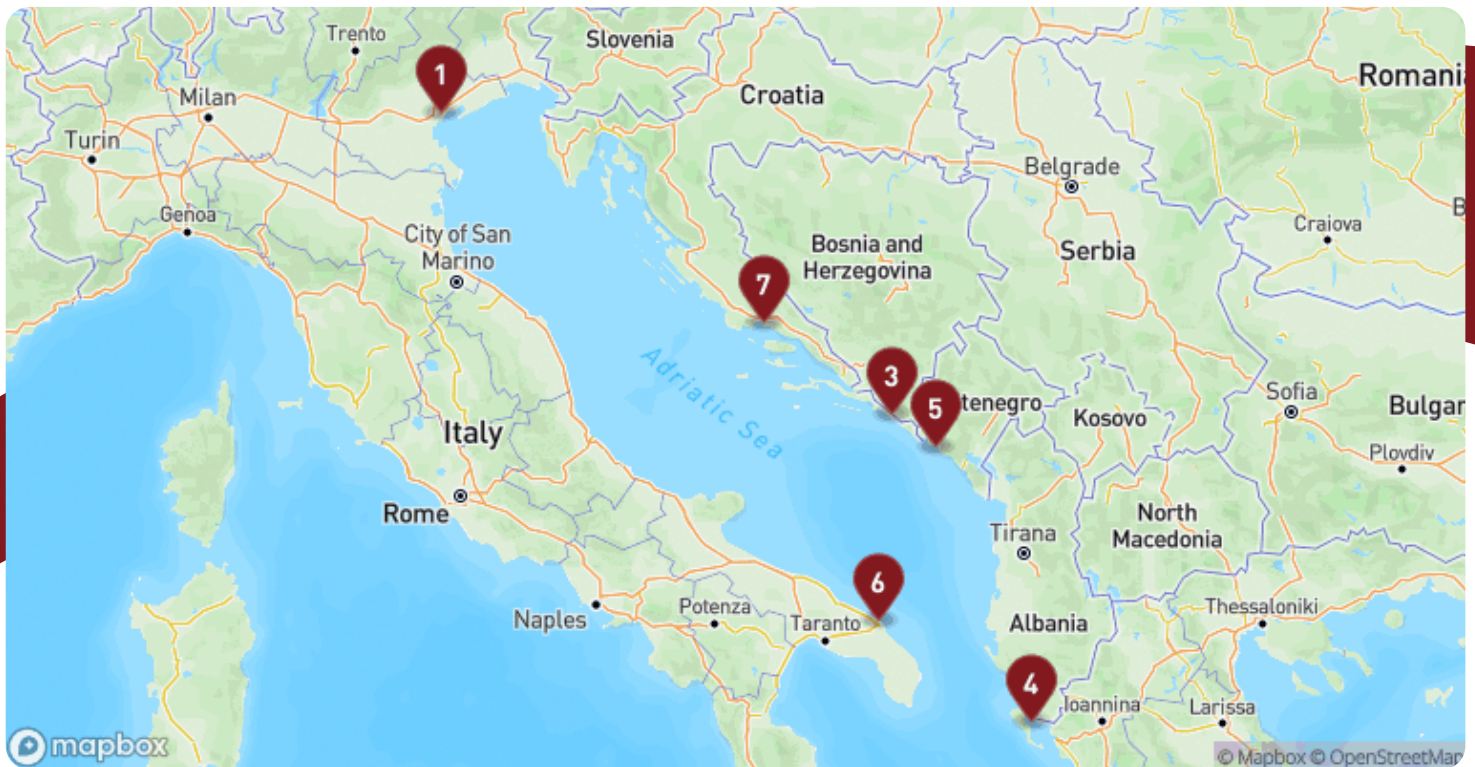 Trento
Slovenia
1
Croatia
Romani
Milan
Turin
Belgrade
Genoa
City of San
Marino
Bosnia and
Herzegovina
Serbia
Craiova
B
7
Adriatic Sea
3
5
tenegro
Kosovo
Sofia
Bulgar
Plovdiv
Italy
Rome
North
Macedonia
Tirana
6
Naples
Potenza
Taranto
Albania
Thessaloniki
4
Ioannina
Larissa
mapbox
© Mapbox © OpenStreetMap